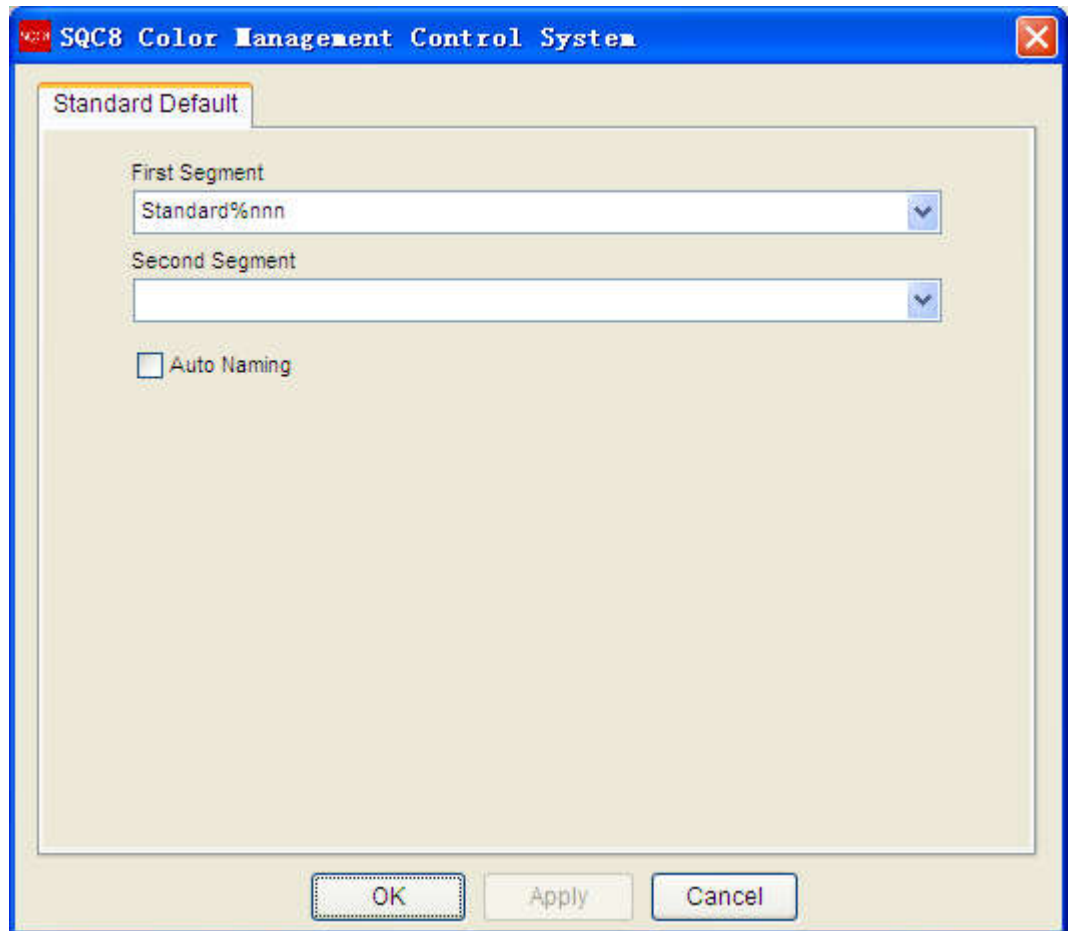 SQC8 Color Management Control System
Standard Default
First Segment
Standard%nnn
Second Segment
Auto Naming
OK
Apply
Cancel